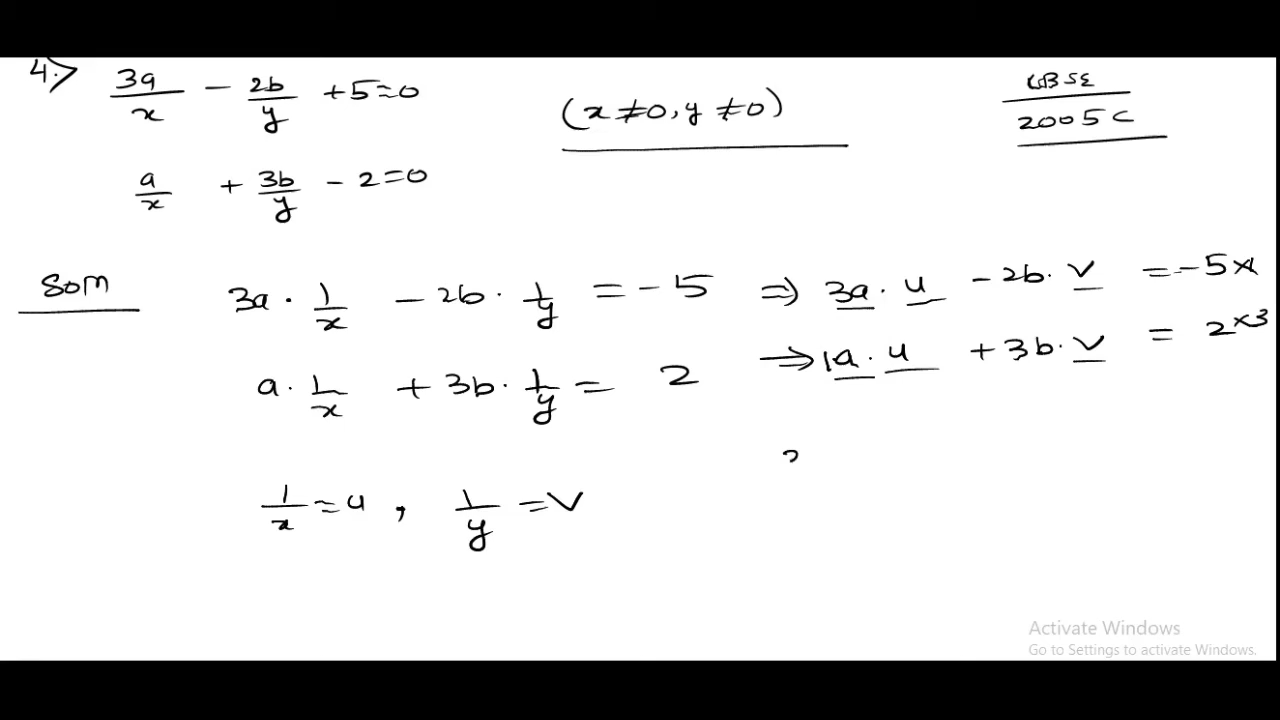 4.> 3a/x - 2b/y +5=0 (x≠0, y≠0) CBSE 2005 C
a/x + 3b/y - 2=0
Soln 3a · 1/x - 2b · 1/y = -5 ⇒ 3a · u - 2b · v = -5×1
a · 1/x + 3b · 1/y = 2 ⇒ 1a · u + 3b · v = 2×3
1/x = u , 1/y = v
Activate Windows
Go to Settings to activate Windows.